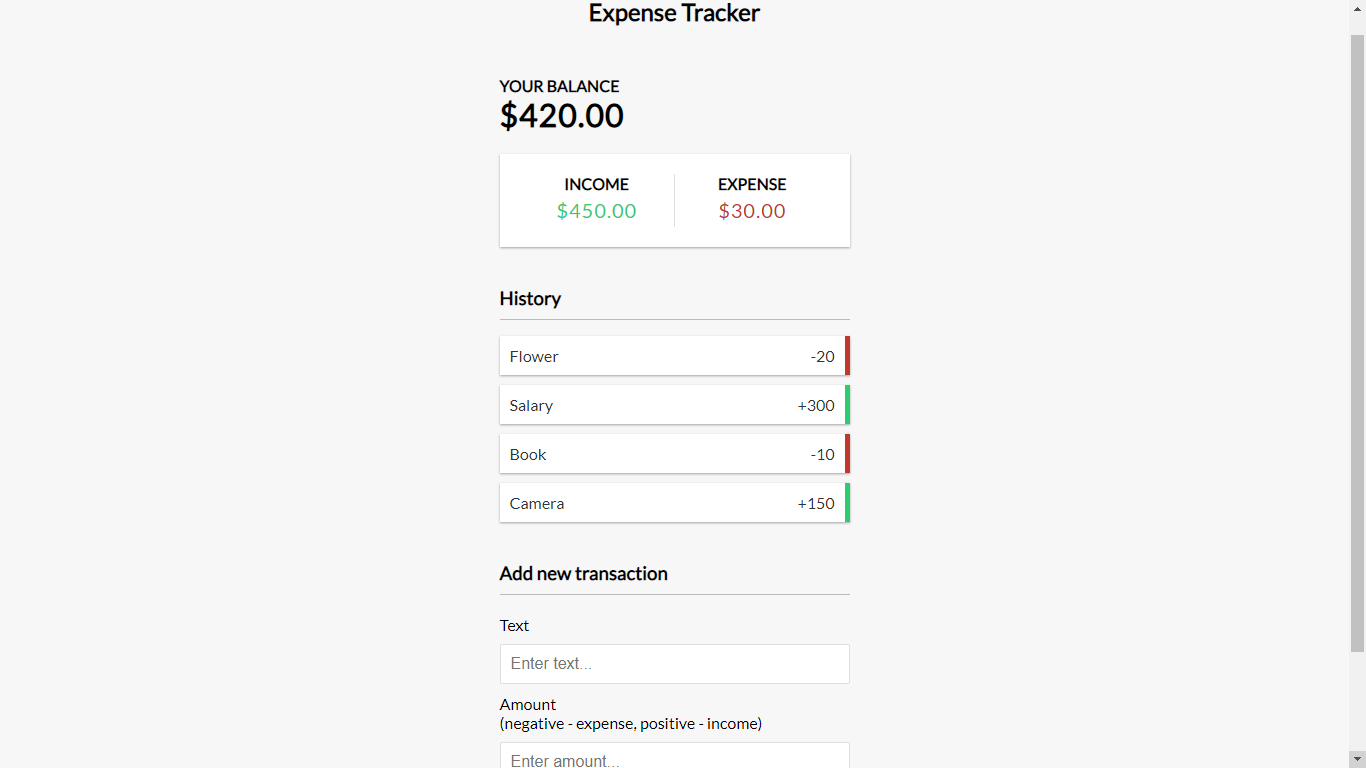 Expense Tracker
YOUR BALANCE
$420.00
INCOME
$450.00
EXPENSE
$30.00
History
Flower -20
Salary +300
Book -10
Camera +150
Add new transaction
Text
Enter text...
Amount
(negative - expense, positive - income)
Enter amount...